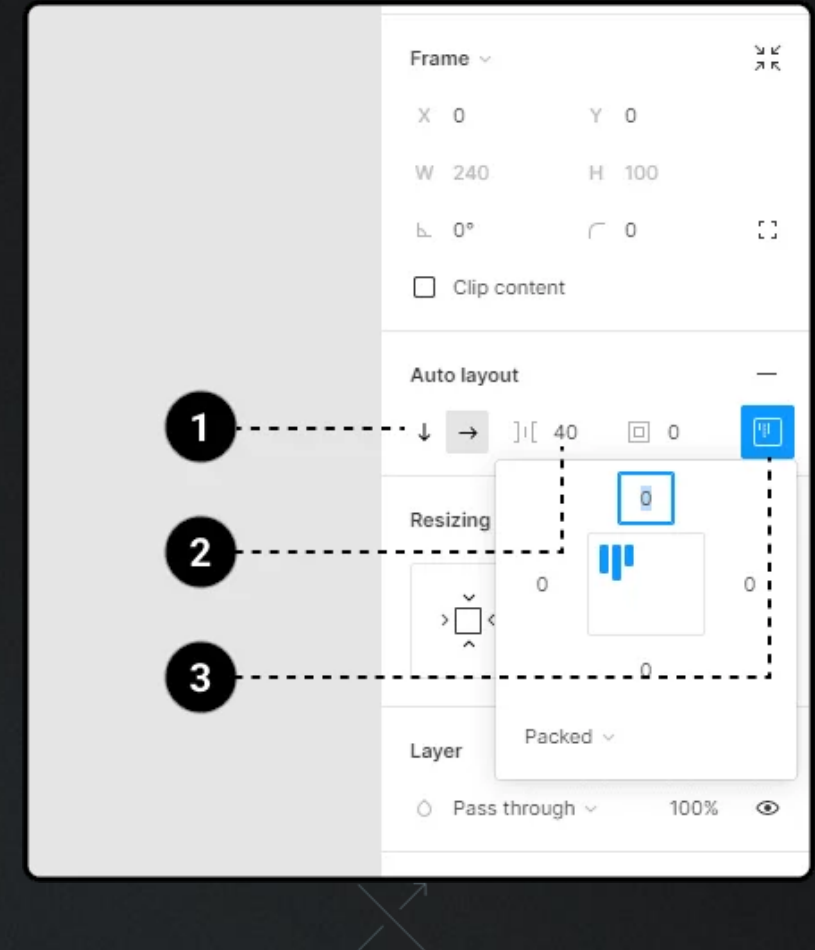 Frame
X 0 Y 0
W 240 H 100
0° 0
Clip content
Auto layout
1 40 0
0
Resizing
2
0 0
3
0
Packed
Layer
Pass through 100%